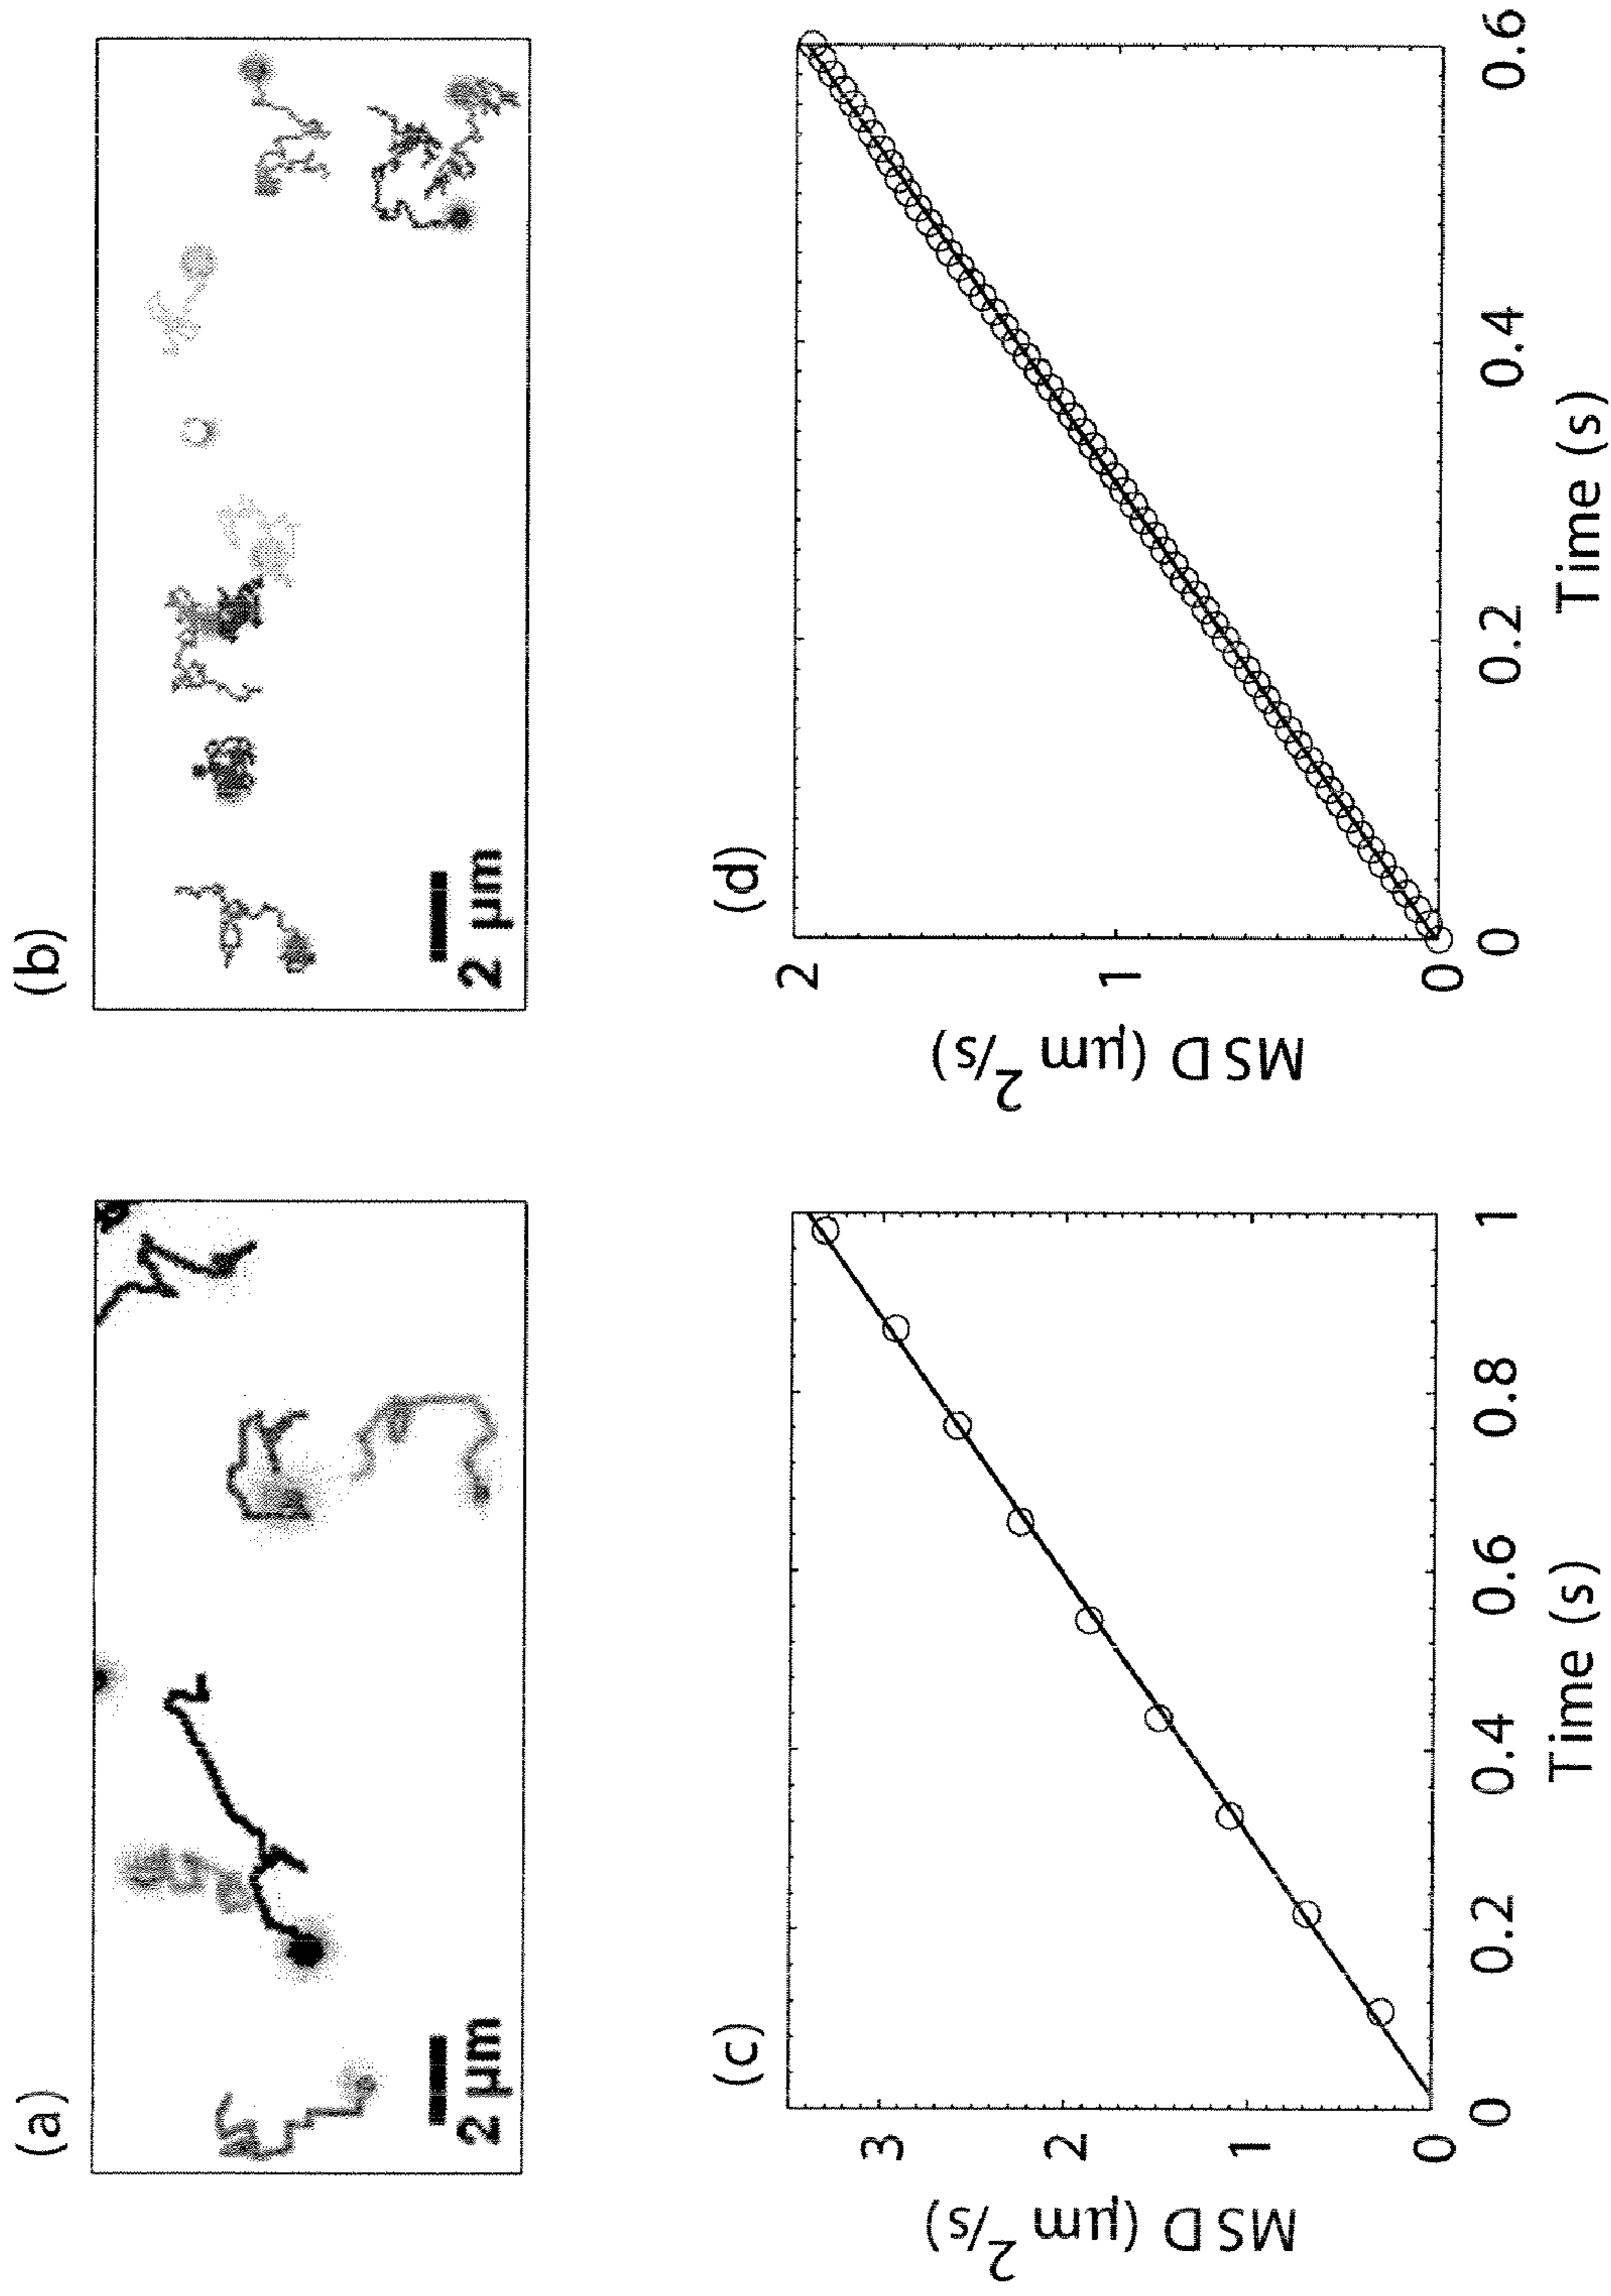 (a)
2 μm
(b)
2 μm
(c)
MSD (μm²/s)
3
2
1
0
0 0.2 0.4 0.6 0.8 1
Time (s)
(d)
MSD (μm²/s)
2
1
0
0 0.2 0.4 0.6
Time (s)